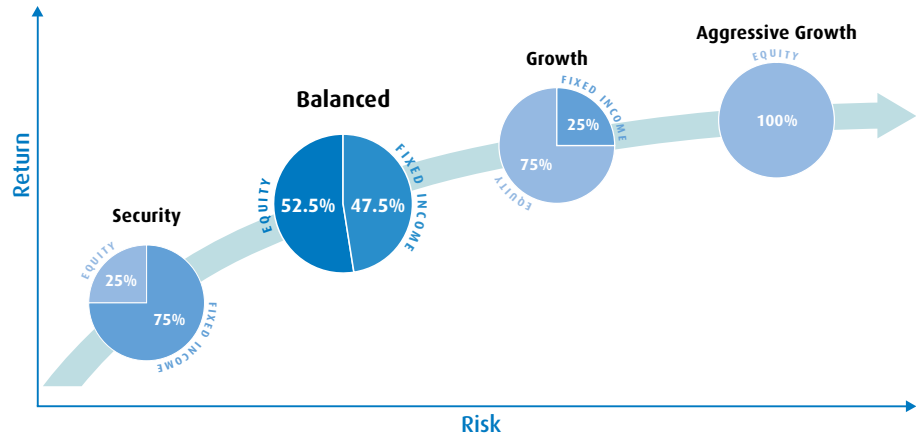 Aggressive Growth
EQUITY
100%
Growth
FIXED INCOME
25%
75%
EQUITY
Balanced
EQUITY
52.5%
47.5%
FIXED INCOME
Security
EQUITY
25%
75%
FIXED INCOME
Return
Risk